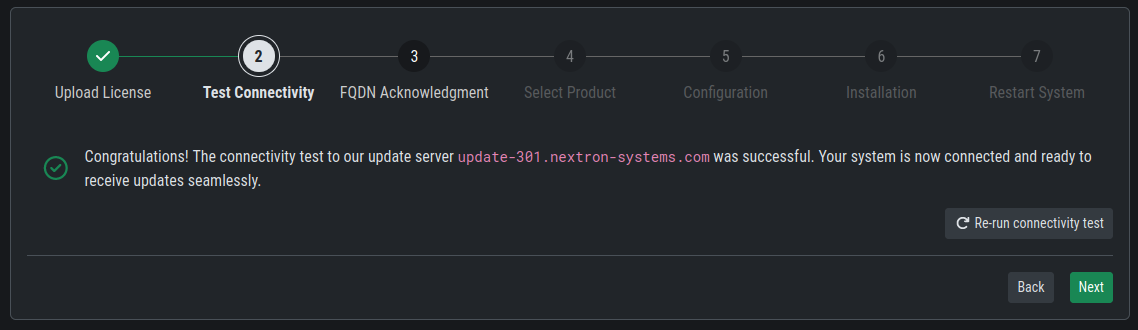 2 3 4 5 6 7
Upload License Test Connectivity FQDN Acknowledgment Select Product Configuration Installation Restart System
Congratulations! The connectivity test to our update server update-301.nextron-systems.com was successful. Your system is now connected and ready to
receive updates seamlessly.
Re-run connectivity test
Back Next